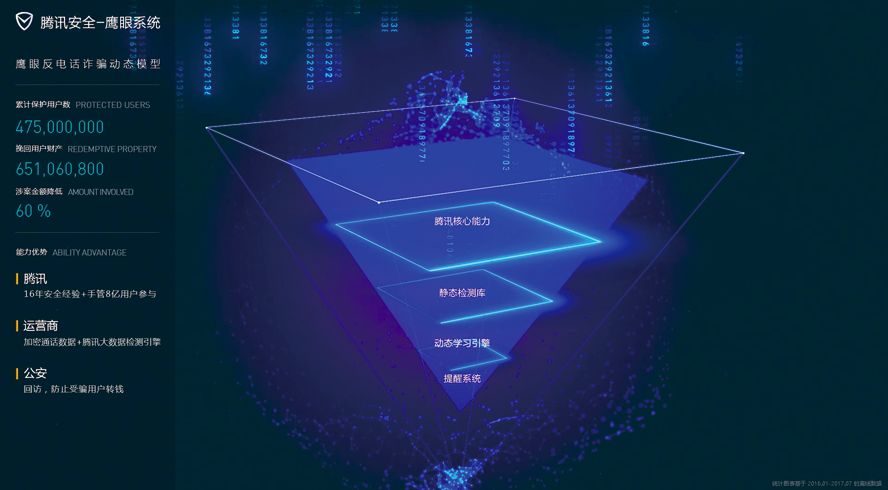 腾讯安全-鹰眼系统
鹰眼反电话诈骗动态模型
累计保护用户数 PROTECTED USERS
475,000,000
挽回用户财产 REDEMPTIVE PROPERTY
651,060,800
涉案金额降低 AMOUNT INVOLVED
60 %
能力优势 ABILITY ADVANTAGE
腾讯
16年安全经验+手管8亿用户参与
运营商
加密通话数据+腾讯大数据检测引擎
公安
回访，防止受骗用户转钱
腾讯核心能力
静态检测库
动态学习引擎
提醒系统
统计图表基于 2016.01-2017.07 的离线数据